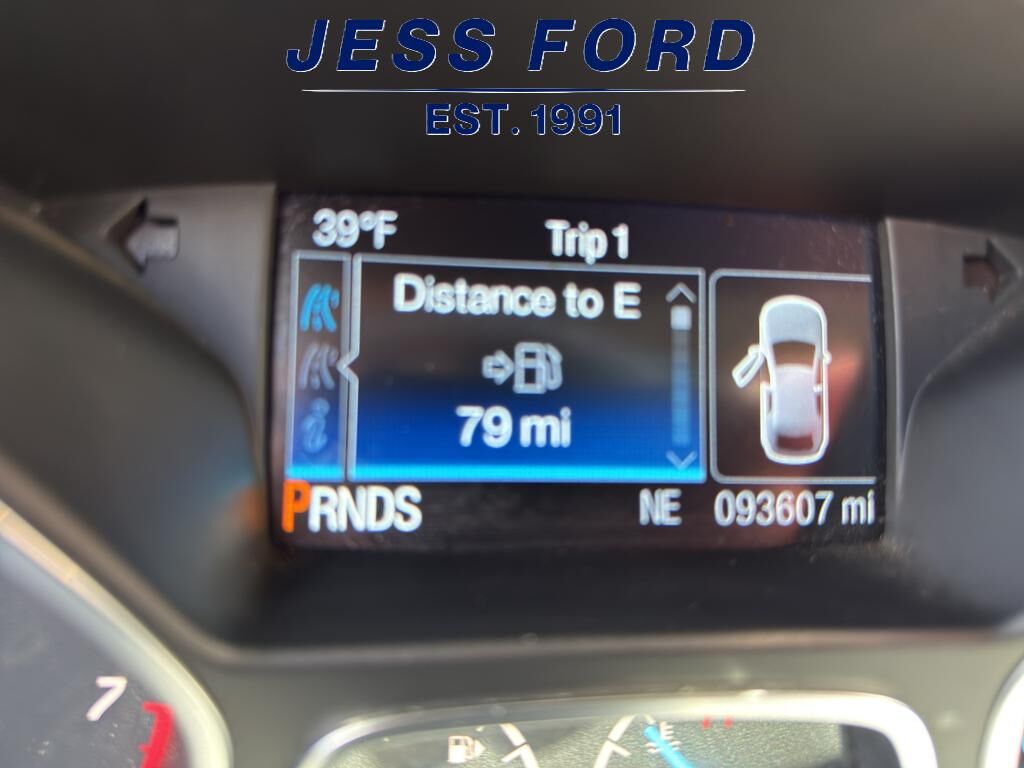 JESS FORD
EST. 1991
39°F
Trip 1
Distance to E
79 mi
PRNDS
NE
093607 mi
7
E